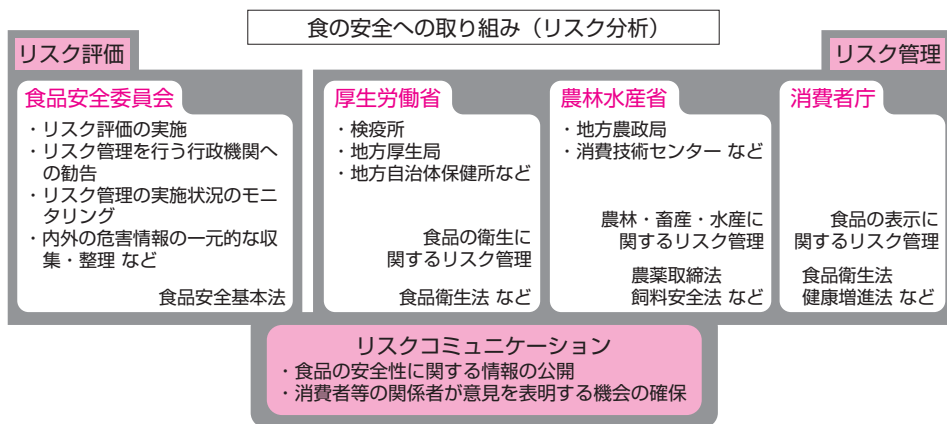 食の安全への取り組み（リスク分析）
リスク評価
リスク管理
食品安全委員会
・リスク評価の実施
・リスク管理を行う行政機関へ
の勧告
・リスク管理の実施状況のモニ
タリング
・内外の危害情報の一元的な収
集・整理 など
食品安全基本法
厚生労働省
・検疫所
・地方厚生局
・地方自治体保健所など
食品の衛生に
関するリスク管理
食品衛生法 など
農林水産省
・地方農政局
・消費技術センター など
農林・畜産・水産に
関するリスク管理
農薬取締法
飼料安全法 など
消費者庁
食品の表示に
関するリスク管理
食品衛生法
健康増進法 など
リスクコミュニケーション
・食品の安全性に関する情報の公開
・消費者等の関係者が意見を表明する機会の確保